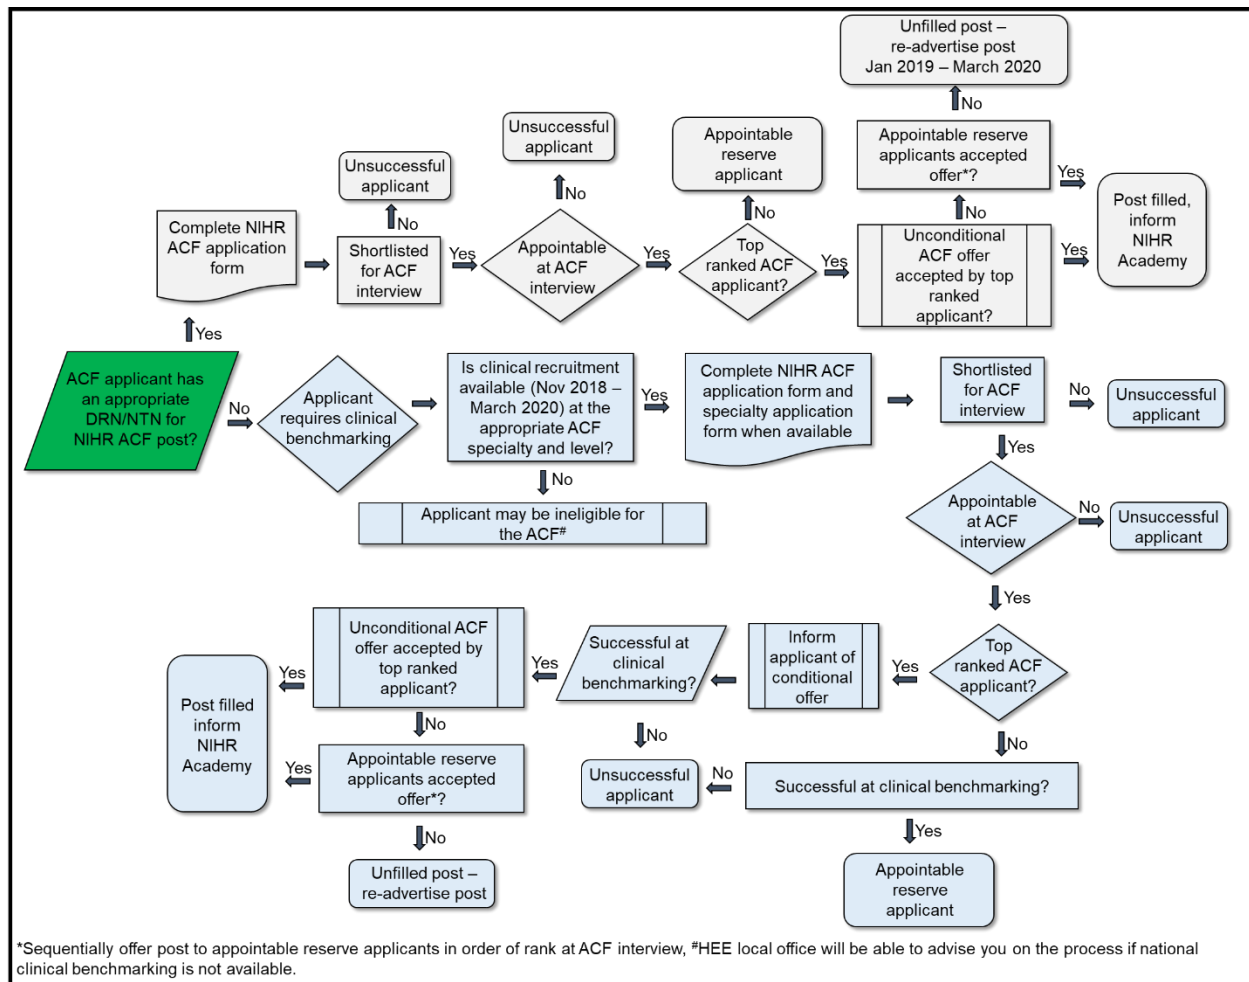 Unfilled post –
re-advertise post
Jan 2019 – March 2020
No
Unsuccessful
applicant
Appointable
reserve
applicant
Appointable reserve
applicants accepted
offer*?
Yes
Unsuccessful
applicant
No
No
No
Post filled,
inform
NIHR
Academy
Complete NIHR
ACF application
form
No
Shortlisted
for ACF
interview
Yes
Appointable
at ACF
interview
Yes
Top
ranked ACF
applicant?
Yes
Unconditional
ACF offer
accepted by top
ranked
applicant?
Yes
Yes
ACF applicant has
an appropriate
DRN/NTN for
NIHR ACF post?
No
Applicant
requires clinical
benchmarking
Is clinical recruitment
available (Nov 2018 –
March 2020) at the
appropriate ACF
specialty and level?
Yes
Complete NIHR ACF
application form and
specialty application
form when available
Shortlisted
for ACF
interview
No
Unsuccessful
applicant
No
Yes
Applicant may be ineligible for
the ACF#
Appointable
at ACF
interview
No
Unsuccessful
applicant
Yes
Top
ranked ACF
applicant?
Yes
Inform
applicant of
conditional
offer
Successful at
clinical
benchmarking?
Yes
Unconditional ACF
offer accepted by
top ranked
applicant?
Yes
Post filled
inform
NIHR
Academy
No
No
No
Appointable reserve
applicants accepted
offer*?
Yes
Unsuccessful
applicant
No
Successful at clinical benchmarking?
No
Yes
Unfilled post –
re-advertise post
Appointable
reserve
applicant
*Sequentially offer post to appointable reserve applicants in order of rank at ACF interview, #HEE local office will be able to advise you on the process if national
clinical benchmarking is not available.